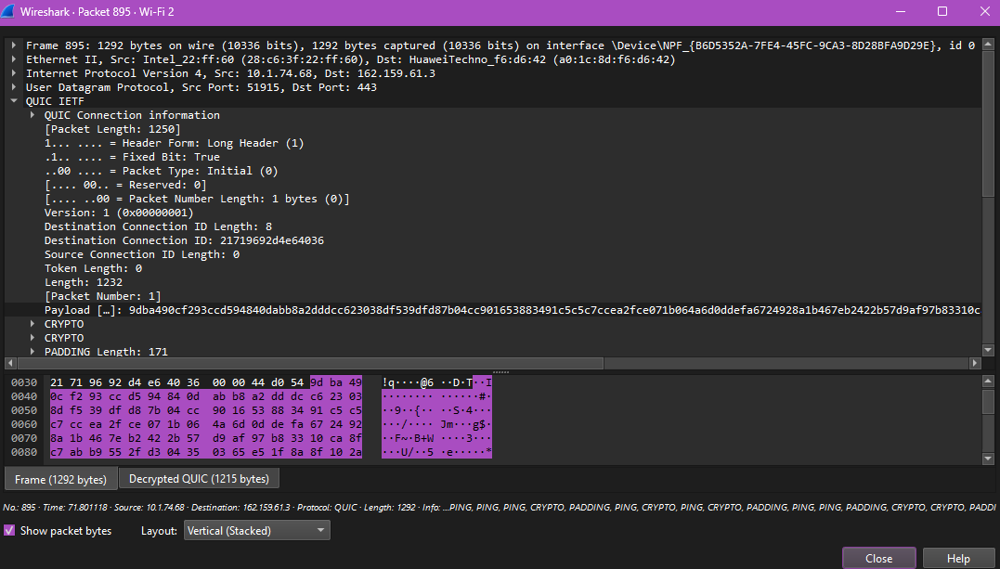 Wireshark · Packet 895 · Wi-Fi 2
Frame 895: 1292 bytes on wire (10336 bits), 1292 bytes captured (10336 bits) on interface \Device\NPF_{B6D5352A-7FE4-45FC-9CA3-8D28BFA9D29E}, id 0
Ethernet II, Src: Intel_22:ff:60 (28:c6:3f:22:ff:60), Dst: HuaweiTechno_f6:d6:42 (a0:1c:8d:f6:d6:42)
Internet Protocol Version 4, Src: 10.1.74.68, Dst: 162.159.61.3
User Datagram Protocol, Src Port: 51915, Dst Port: 443
QUIC IETF
QUIC Connection information
[Packet Length: 1250]
1... .... = Header Form: Long Header (1)
.1.. .... = Fixed Bit: True
..00 .... = Packet Type: Initial (0)
[.... 00.. = Reserved: 0]
[.... ..00 = Packet Number Length: 1 bytes (0)]
Version: 1 (0x00000001)
Destination Connection ID Length: 8
Destination Connection ID: 21719692d4e64036
Source Connection ID Length: 0
Token Length: 0
Length: 1232
[Packet Number: 1]
Payload […]: 9dba490cf293ccd594840dabb8a2dddcc623038df539dfd87b04cc901653883491c5c5c7ccea2fce071b064a6d0ddefa6724928a1b467eb2422b57d9af97b83310c
CRYPTO
CRYPTO
PADDING Length: 171
0030 21 71 96 92 d4 e6 40 36 00 00 44 d0 54 9d ba 49 !q····@6 ··D·T··I
0040 0c f2 93 cc d5 94 84 0d ab b8 a2 dd dc c6 23 03 ········ ······#·
0050 8d f5 39 df d8 7b 04 cc 90 16 53 88 34 91 c5 c5 ··9··{·· ··S·4···
0060 c7 cc ea 2f ce 07 1b 06 4a 6d 0d de fa 67 24 92 ···/···· Jm···g$·
0070 8a 1b 46 7e b2 42 2b 57 d9 af 97 b8 33 10 ca 8f ··F~·B+W ····3···
0080 c7 ab b9 55 2f d3 04 35 03 65 e5 1f 8a 8f 10 2a ···U/··5 ·e·····*
Frame (1292 bytes) Decrypted QUIC (1215 bytes)
No.: 895 · Time: 71.801118 · Source: 10.1.74.68 · Destination: 162.159.61.3 · Protocol: QUIC · Length: 1292 · Info: ...PING, PING, PING, CRYPTO, PADDING, PING, CRYPTO, PING, CRYPTO, PADDING, PING, PING, PADDING, CRYPTO, CRYPTO, PADDI
Show packet bytes Layout: Vertical (Stacked)
Close Help